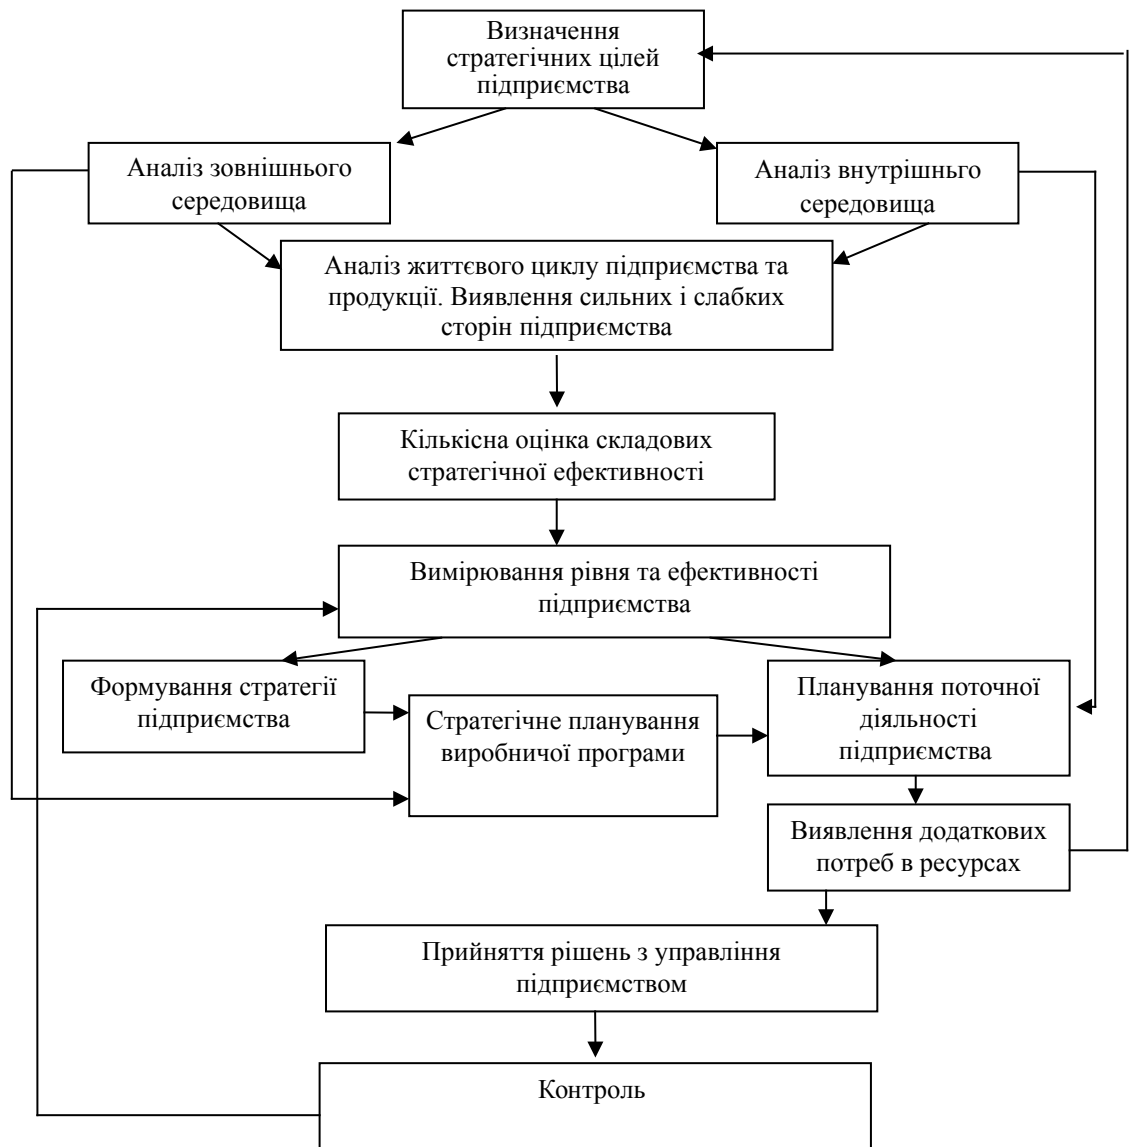 Визначення
стратегічних цілей
підприємства
Аналіз зовнішнього
середовища
Аналіз внутрішньго
середовища
Аналіз життєвого циклу підприємства та
продукції. Виявлення сильних і слабких
сторін підприємства
Кількісна оцінка складових
стратегічної ефективності
Вимірювання рівня та ефективності
підприємства
Формування стратегії
підприємства
Стратегічне планування
виробничої програми
Планування поточної
діяльності
підприємства
Виявлення додаткових
потреб в ресурсах
Прийняття рішень з управління
підприємством
Контроль